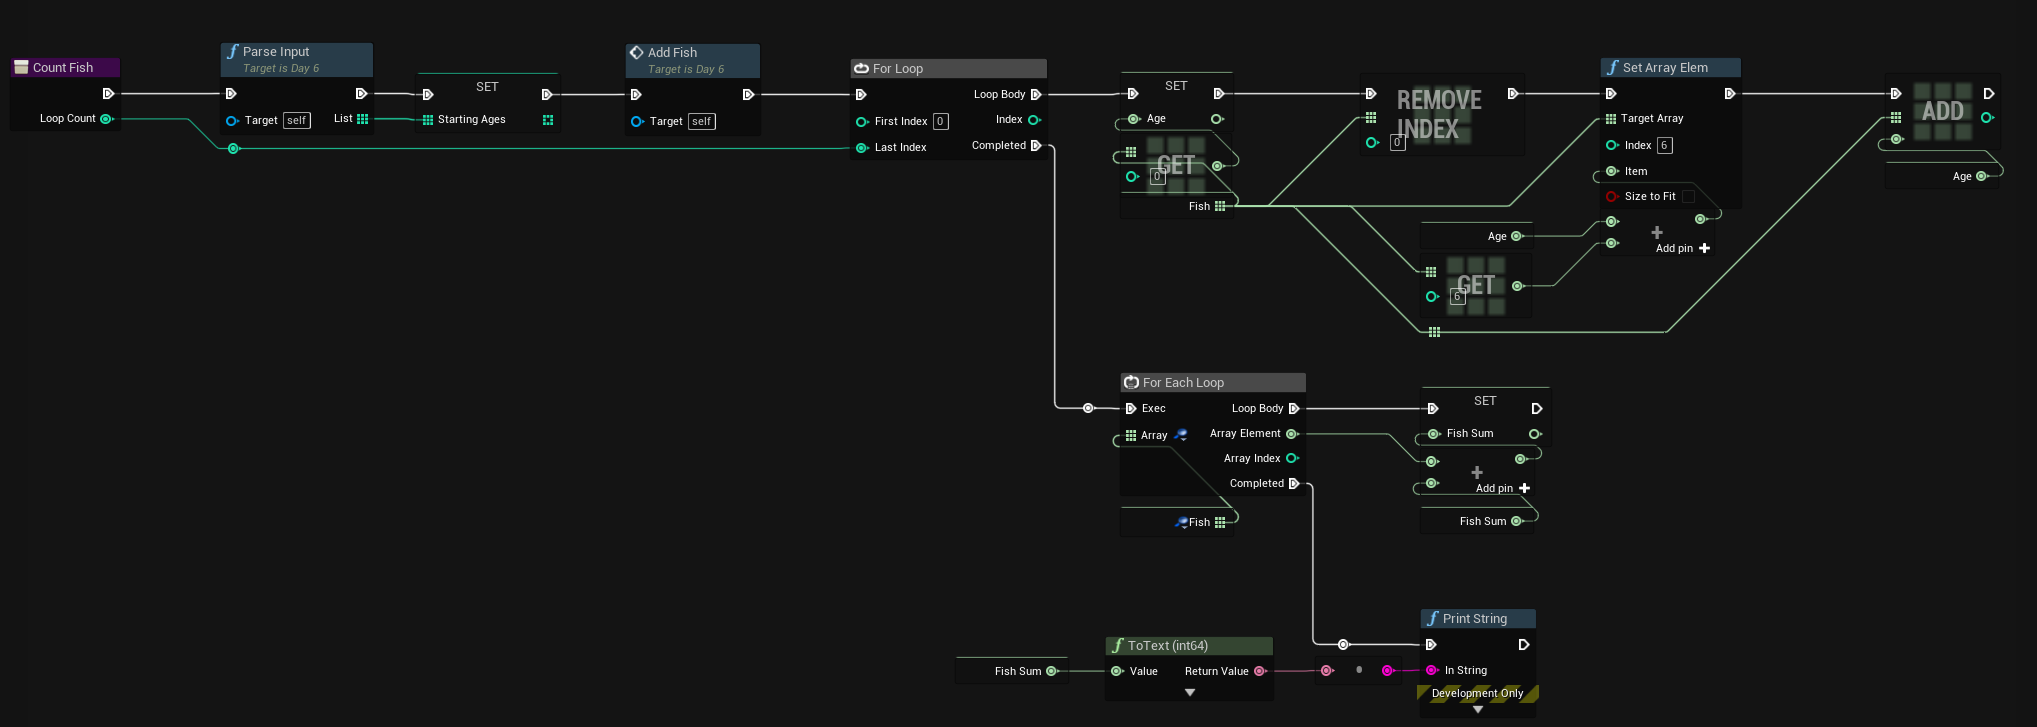 Count Fish
Loop Count
Parse Input
Target is Day 6
Target self
List
SET
Starting Ages
Add Fish
Target is Day 6
Target self
For Loop
Loop Body
First Index 0
Index
Last Index
Completed
SET
Age
GET
0
Fish
REMOVE
INDEX
0
Set Array Elem
Target Array
Index 6
Item
Size to Fit
+
Add pin +
Age
GET
6
ADD
Age
For Each Loop
Exec
Loop Body
Array
Array Element
Array Index
Completed
Fish
SET
Fish Sum
+
Add pin +
Fish Sum
Fish Sum
ToText (int64)
Value
Return Value
Print String
In String
Development Only